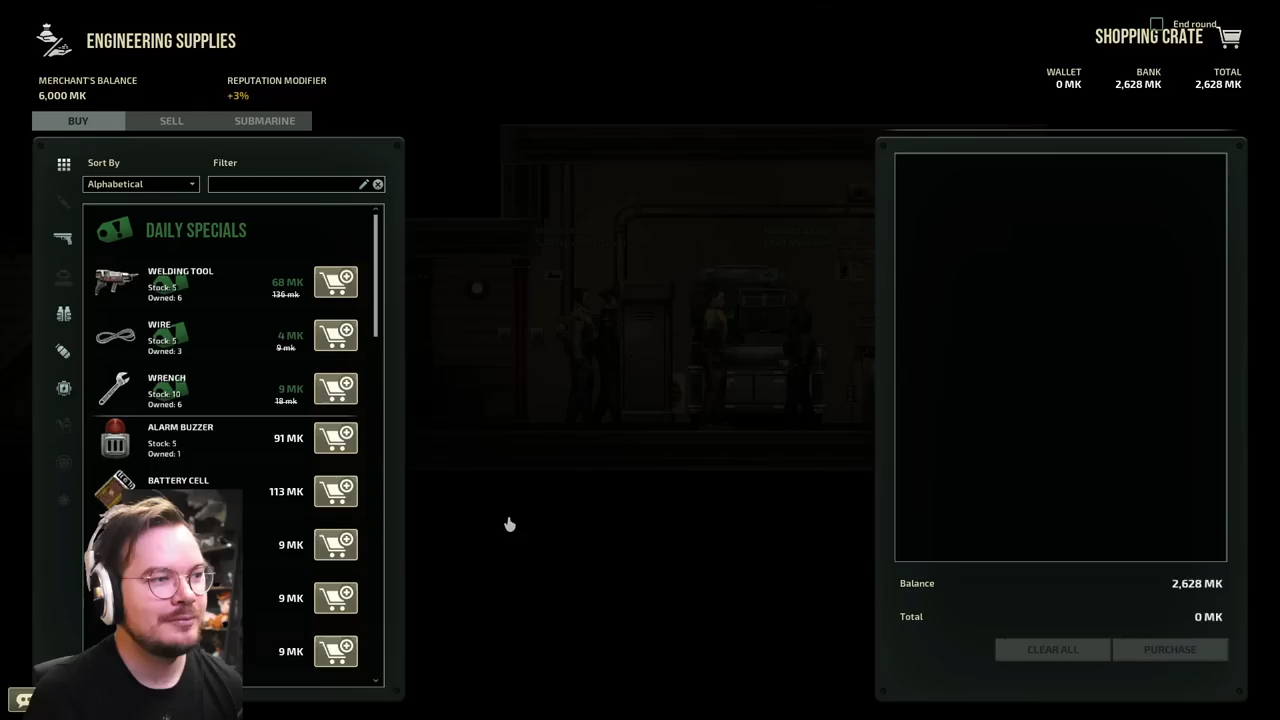 ENGINEERING SUPPLIES
End round
SHOPPING CRATE
MERCHANT'S BALANCE
6,000 MK
REPUTATION MODIFIER
+3%
WALLET
0 MK
BANK
2,628 MK
TOTAL
2,628 MK
BUY
SELL
SUBMARINE
Sort By
Filter
Alphabetical
DAILY SPECIALS
WELDING TOOL
Stock: 5
Owned: 6
68 MK
136 mk
WIRE
Stock: 5
Owned: 3
4 MK
9 mk
WRENCH
Stock: 10
Owned: 6
9 MK
18 mk
ALARM BUZZER
Stock: 5
Owned: 1
91 MK
BATTERY CELL
113 MK
9 MK
9 MK
9 MK
Balance
2,628 MK
Total
0 MK
CLEAR ALL
PURCHASE